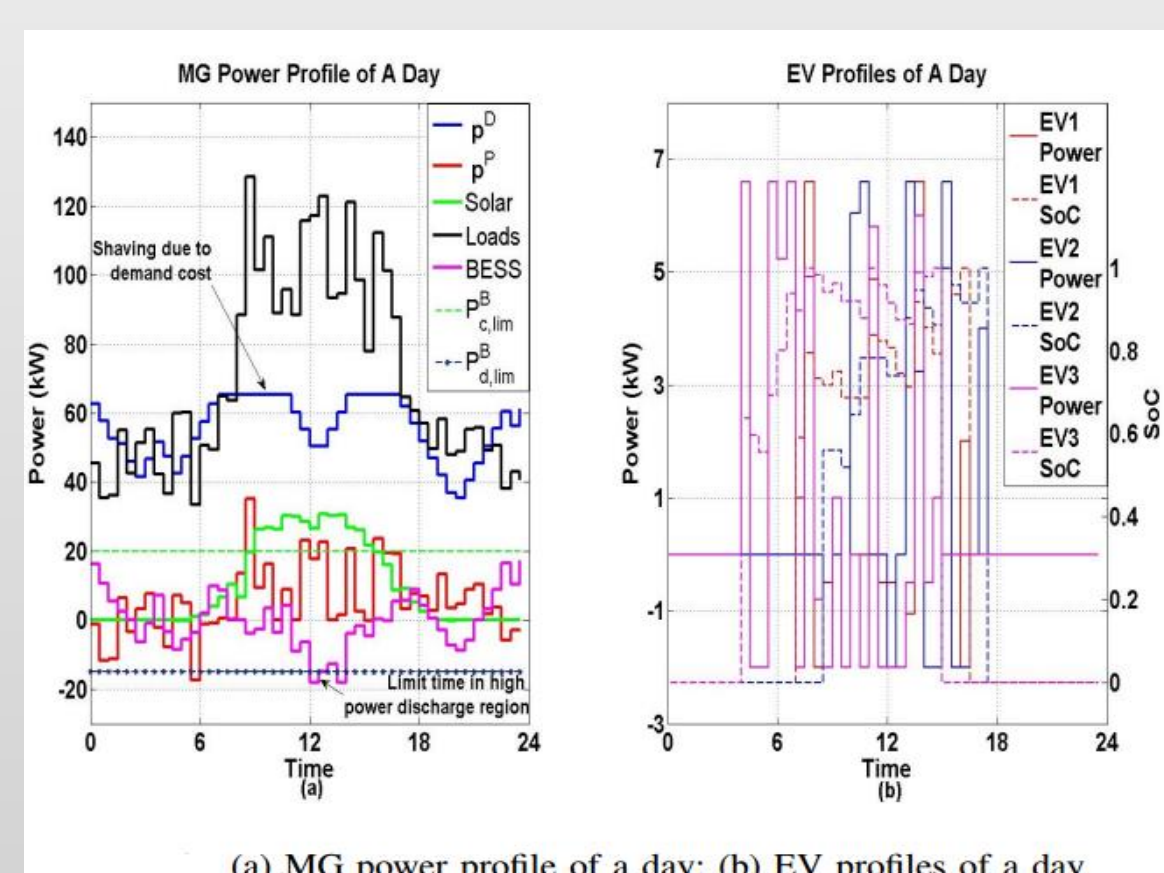 MG Power Profile of A Day
140
120
100
80
60
40
20
0
-20
Power (kW)
Shaving due to
demand cost
p^D
p^P
Solar
Loads
BESS
P^B_c,lim
P^B_d,lim
Limit time in high
power discharge region
0 6 12 18 24
Time
(a)
EV Profiles of A Day
7
5
3
1
-1
-3
Power (kW)
EV1
Power
EV1
SoC
EV2
Power
EV2
SoC
EV3
Power
EV3
SoC
1
0.8
0.6
0.4
0.2
0
SoC
0 6 12 18 24
Time
(b)
(a) MG power profile of a day; (b) EV profiles of a day